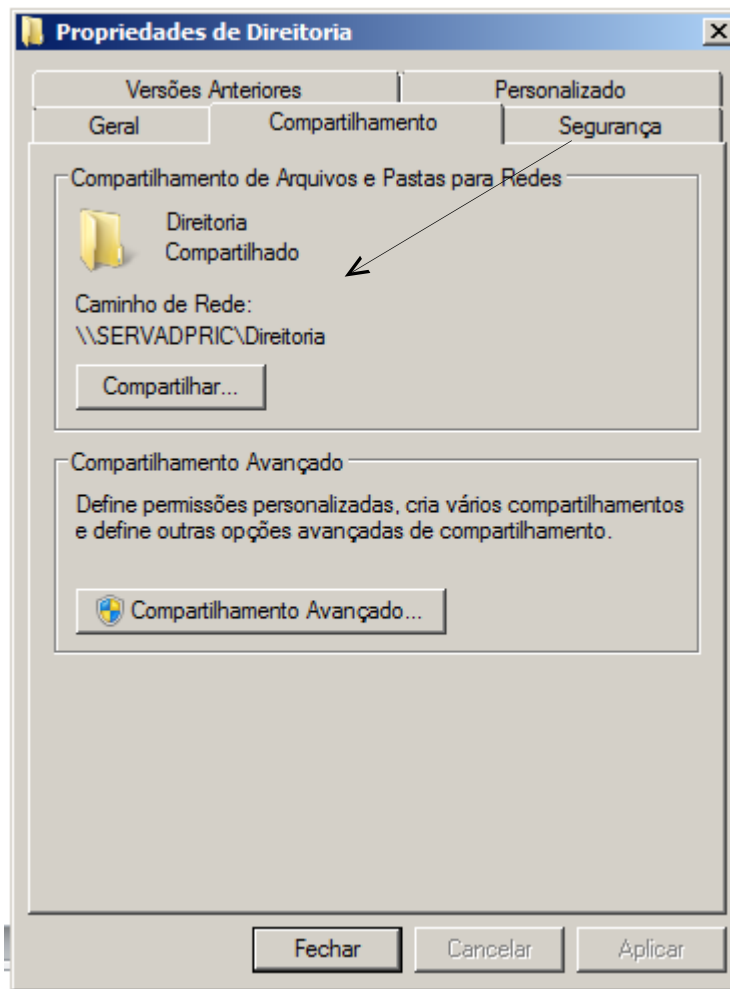 Propriedades de Direitoria
Versões Anteriores
Personalizado
Geral
Compartilhamento
Segurança
Compartilhamento de Arquivos e Pastas para Redes
Direitoria
Compartilhado
Caminho de Rede:
\\SERVADPRIC\Direitoria
Compartilhar...
Compartilhamento Avançado
Define permissões personalizadas, cria vários compartilhamentos
e define outras opções avançadas de compartilhamento.
Compartilhamento Avançado...
Fechar
Cancelar
Aplicar